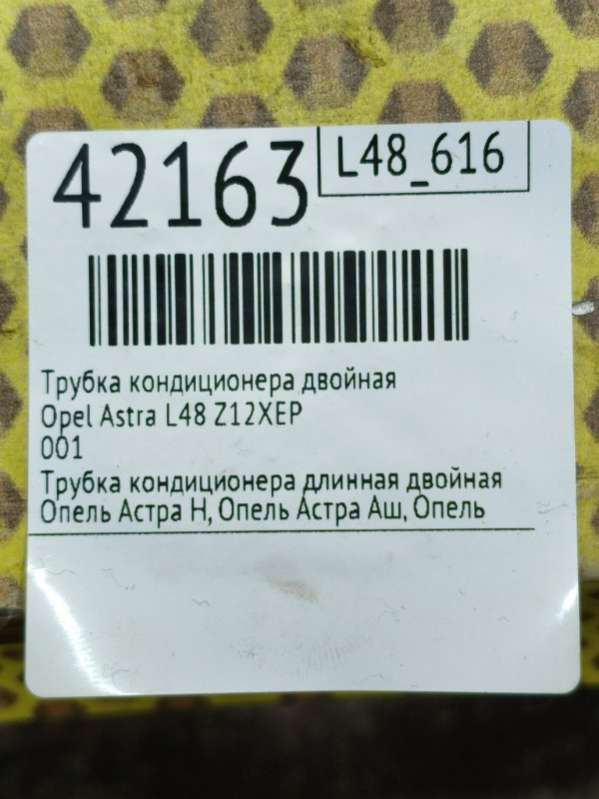 42163
L48_616
Трубка кондиционера двойная
Opel Astra L48 Z12XEP
001
Трубка кондиционера длинная двойная
Опель Астра Н, Опель Астра Аш, Опель